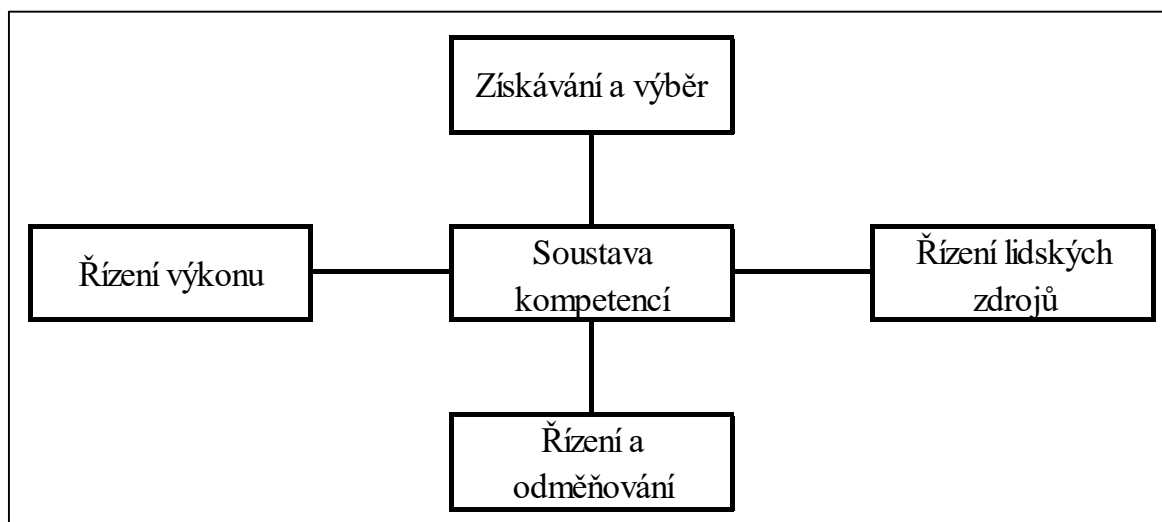 Získávání a výběr
Řízení výkonu
Soustava
kompetencí
Řízení lidských
zdrojů
Řízení a
odměňování